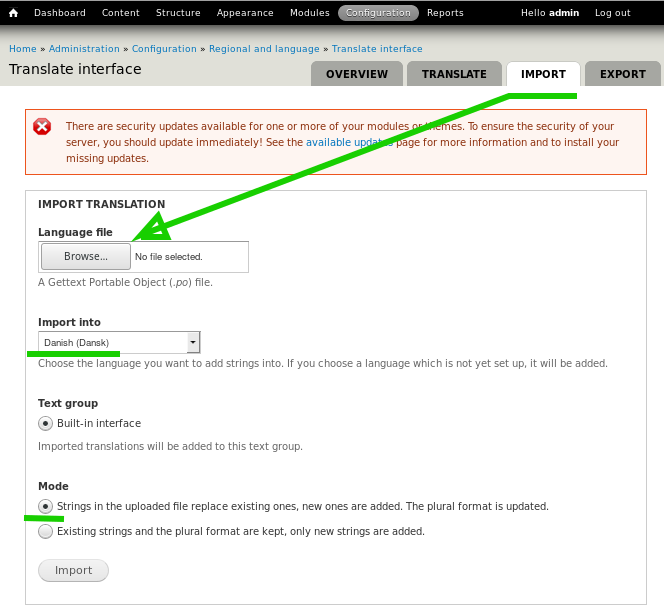 Dashboard Content Structure Appearance Modules Configuration Reports Hello admin Log out
Home » Administration » Configuration » Regional and language » Translate interface
Translate interface
OVERVIEW TRANSLATE IMPORT EXPORT
There are security updates available for one or more of your modules or themes. To ensure the security of your
server, you should update immediately! See the available updates page for more information and to install your
missing updates.
IMPORT TRANSLATION
Language file
Browse... No file selected.
A Gettext Portable Object (.po) file.
Import into
Danish (Dansk)
Choose the language you want to add strings into. If you choose a language which is not yet set up, it will be added.
Text group
Built-in interface
Imported translations will be added to this text group.
Mode
Strings in the uploaded file replace existing ones, new ones are added. The plural format is updated.
Existing strings and the plural format are kept, only new strings are added.
Import